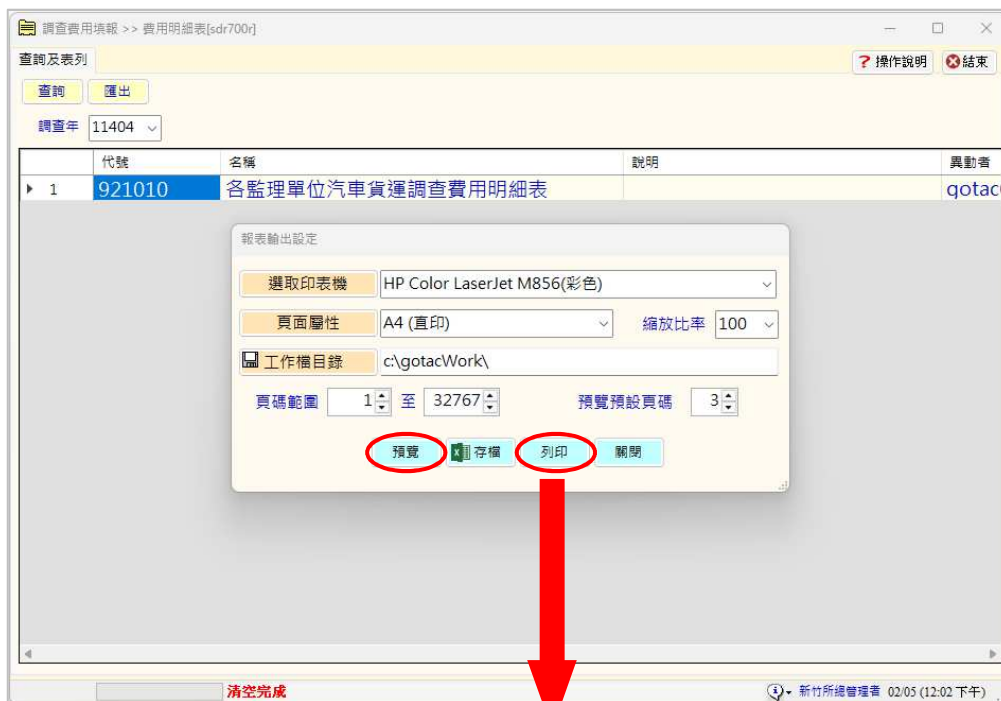 調查費用填報 >> 費用明細表[sdr700r]
查詢及表列
? 操作說明 結束
查詢 匯出
調查年 11404
代號 名稱 說明 異動者
1 921010 各監理單位汽車貨運調查費用明細表 gotac
報表輸出設定
選取印表機 HP Color LaserJet M856(彩色)
頁面屬性 A4 (直印) 縮放比率 100
工作檔目錄 c:\gotacWork\
頁碼範圍 1 至 32767 預覽預設頁碼 3
預覽 存檔 列印 關閉
清空完成 新竹所總管理者 02/05 (12:02 下午)